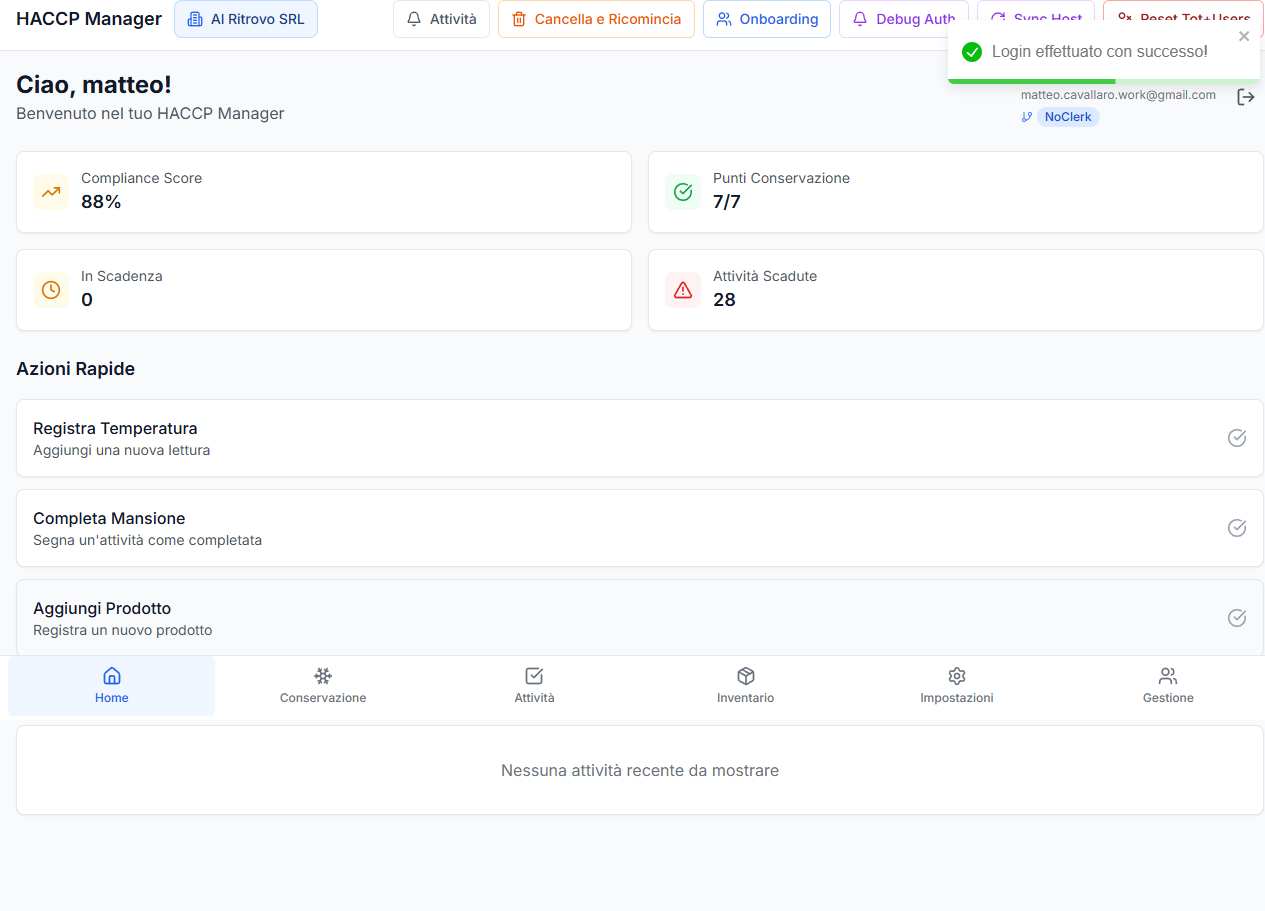 HACCP Manager
Al Ritrovo SRL
Attività
Cancella e Ricomincia
Onboarding
Debug Auth
Sync Host
Reset Tot+Users
Login effettuato con successo!
Ciao, matteo!
Benvenuto nel tuo HACCP Manager
matteo.cavallaro.work@gmail.com
NoClerk
Compliance Score
88%
Punti Conservazione
7/7
In Scadenza
0
Attività Scadute
28
Azioni Rapide
Registra Temperatura
Aggiungi una nuova lettura
Completa Mansione
Segna un'attività come completata
Aggiungi Prodotto
Registra un nuovo prodotto
Home
Conservazione
Attività
Inventario
Impostazioni
Gestione
Nessuna attività recente da mostrare